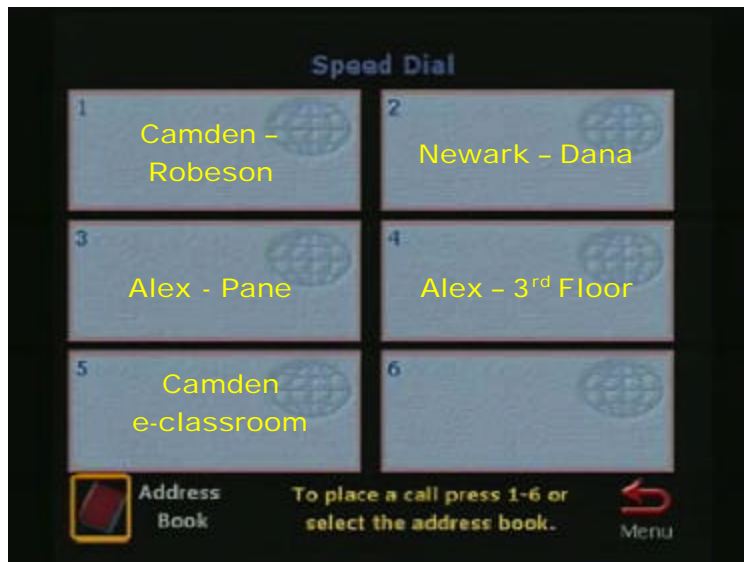 Speed Dial
1
Camden –
Robeson
2
Newark – Dana
3
Alex - Pane
4
Alex – 3rd Floor
5
Camden
e-classroom
6
Address
Book
To place a call press 1-6 or
select the address book.
Menu